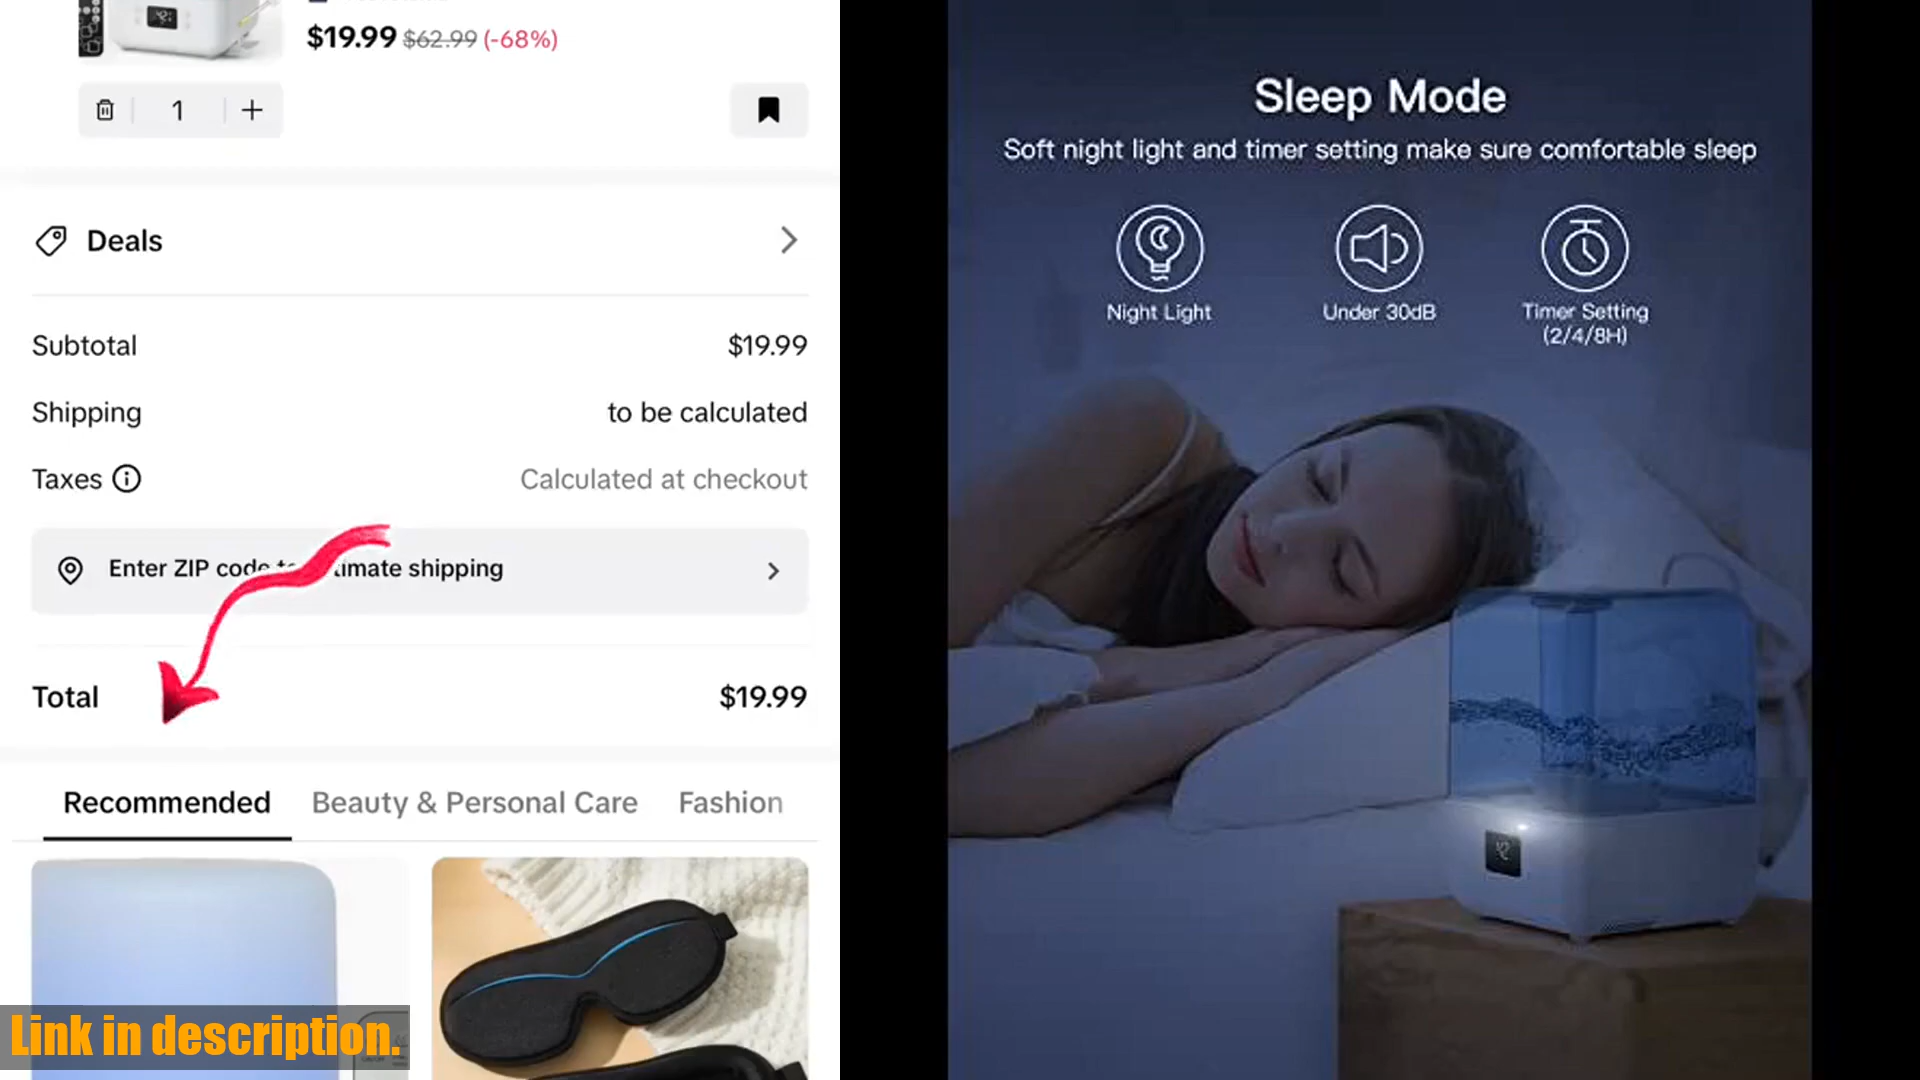 $19.99 $62.99 (-68%)
1
Deals
Subtotal
$19.99
Shipping
to be calculated
Taxes
Calculated at checkout
Enter ZIP code
timate shipping
Total
$19.99
Recommended
Beauty & Personal Care
Fashion
Link in description.
Sleep Mode
Soft night light and timer setting make sure comfortable sleep
Night Light
Under 30dB
Timer Setting
(2/4/8H)